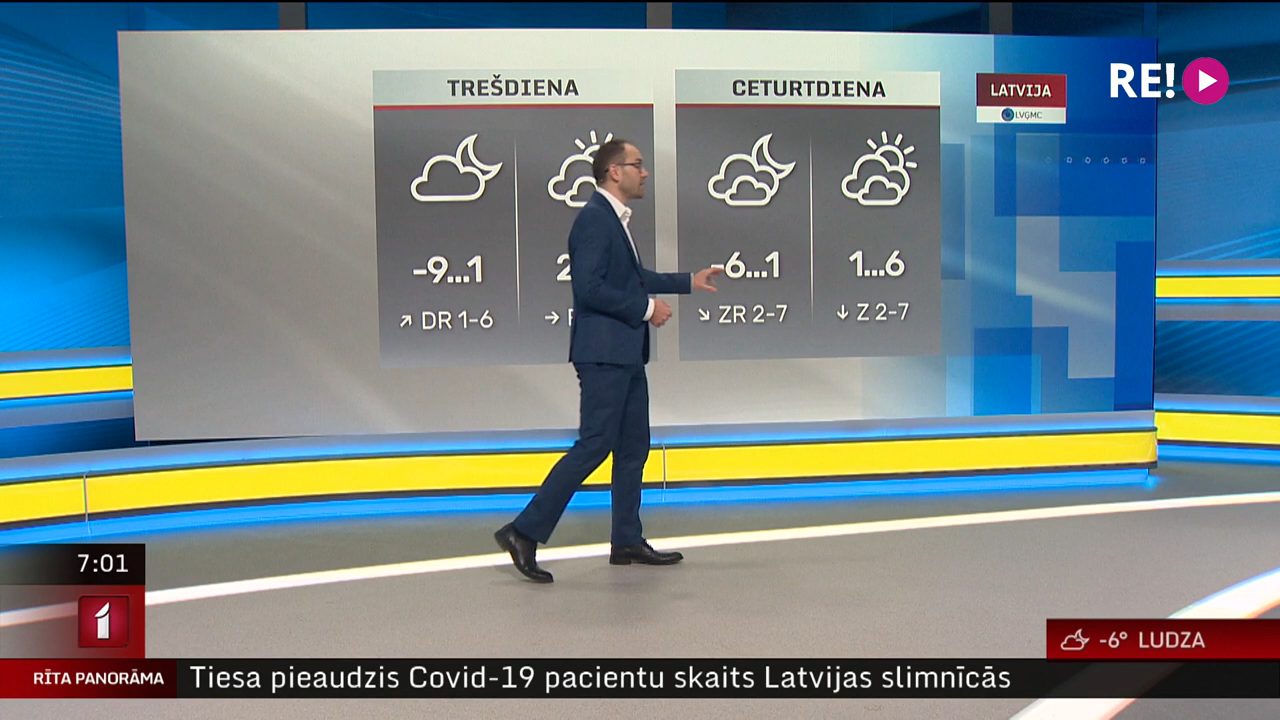 RE!
TREŠDIENA
CETURTDIENA
LATVIJA
LVĢMC
-9...1
2
-6...1
1...6
DR 1-6
ZR 2-7
Z 2-7
7:01
1
-6° LUDZA
RĪTA PANORĀMA
Tiesa pieaudzis Covid-19 pacientu skaits Latvijas slimnīcās